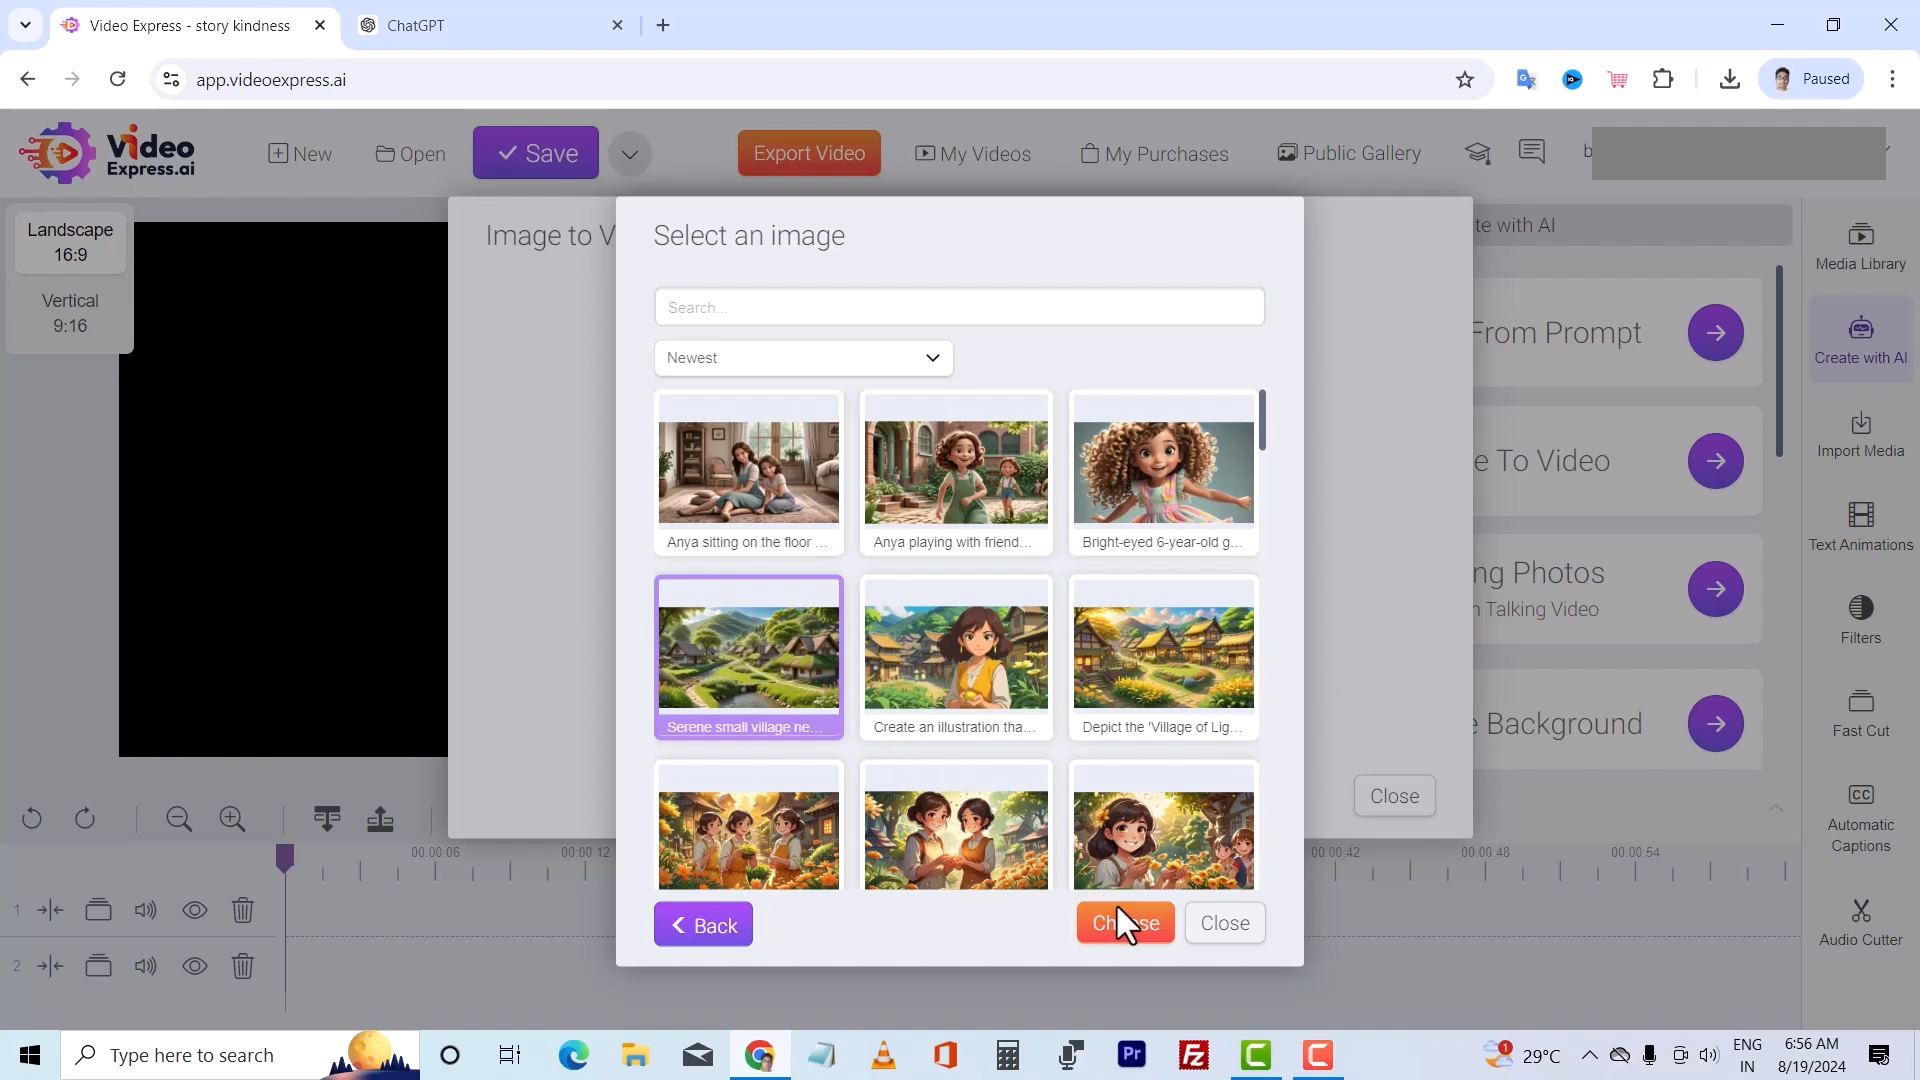 Video Express - story kindness
ChatGPT
app.videoexpress.ai
Paused
Video
Express.ai
New
Open
Save
Export Video
My Videos
My Purchases
Public Gallery
b
Landscape
16:9
Vertical
9:16
Image to V
Select an image
Search...
Newest
Anya sitting on the floor ...
Anya playing with friend...
Bright-eyed 6-year-old g...
Serene small village ne...
Create an illustration tha...
Depict the 'Village of Lig...
Back
Close
Close
te with AI
From Prompt
e To Video
ng Photos
n Talking Video
e Background
Media Library
Create with AI
Import Media
Text Animations
Filters
Fast Cut
CC
Automatic
Captions
Audio Cutter
00:00:06
00:00:12
00:00:42
00:00:48
00:00:54
1
2
Type here to search
Pr
1
29°C
ENG
IN
6:56 AM
8/19/2024